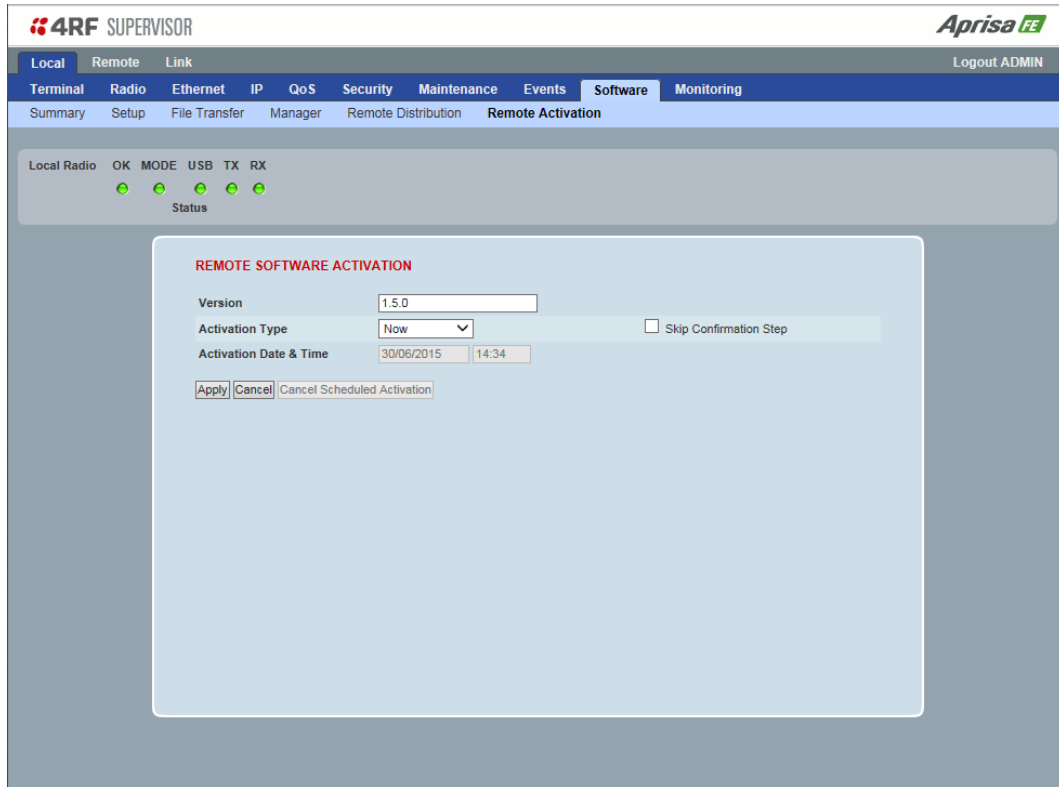 4RF SUPERVISOR
Aprisa FE
Local Remote Link Logout ADMIN
Terminal Radio Ethernet IP QoS Security Maintenance Events Software Monitoring
Summary Setup File Transfer Manager Remote Distribution Remote Activation
Local Radio OK MODE USB TX RX
Status
REMOTE SOFTWARE ACTIVATION
Version 1.5.0
Activation Type Now Skip Confirmation Step
Activation Date & Time 30/06/2015 14:34
Apply Cancel Cancel Scheduled Activation